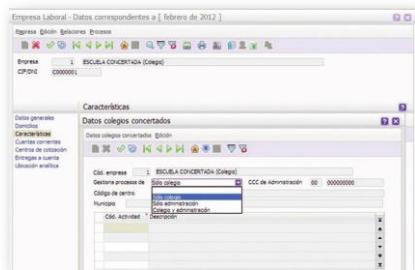 Empresa Laboral - Datos correspondientes a [ febrero de 2012 ]
Empresa Edición Relaciones Procesos
Empresa 1 ESCUELA CONCERTADA (Colegio)
CIF/DNI C0000001
Características
Datos generales
Domicilios
Características
Cuentas corrientes
Centros de cotización
Entregas a cuenta
Ubicación analítica
Datos colegios concertados
Datos colegios concertados Edición
Cód. empresa 1 ESCUELA CONCERTADA (Colegio)
Gestiona procesos de Sólo colegio CCC de Administración 00 000000000
Código de centro
Sólo colegio
Municipio
Sólo administración
Colegio y administración
Cód. Actividad Descripción